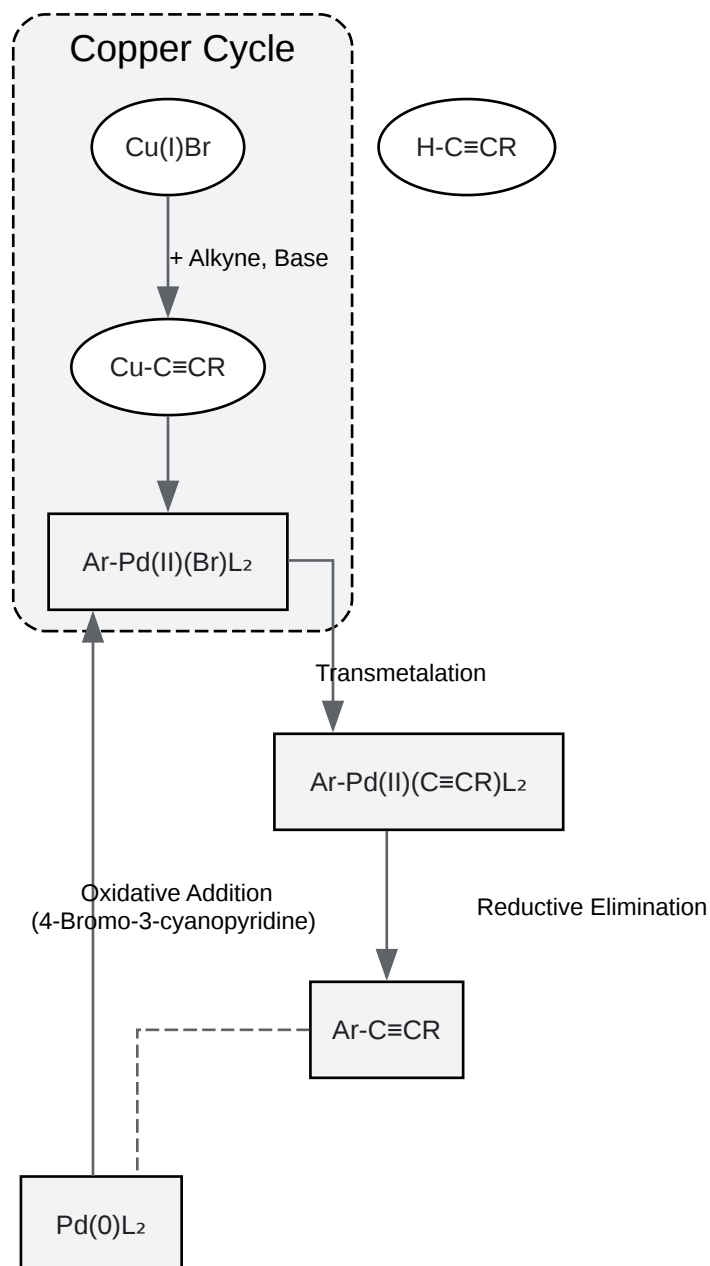 Copper Cycle
Cu(I)Br
H-C≡CR
+ Alkyne, Base
Cu-C≡CR
Ar-Pd(II)(Br)L₂
Transmetalation
Ar-Pd(II)(C≡CR)L₂
Oxidative Addition
(4-Bromo-3-cyanopyridine)
Reductive Elimination
Ar-C≡CR
Pd(0)L₂